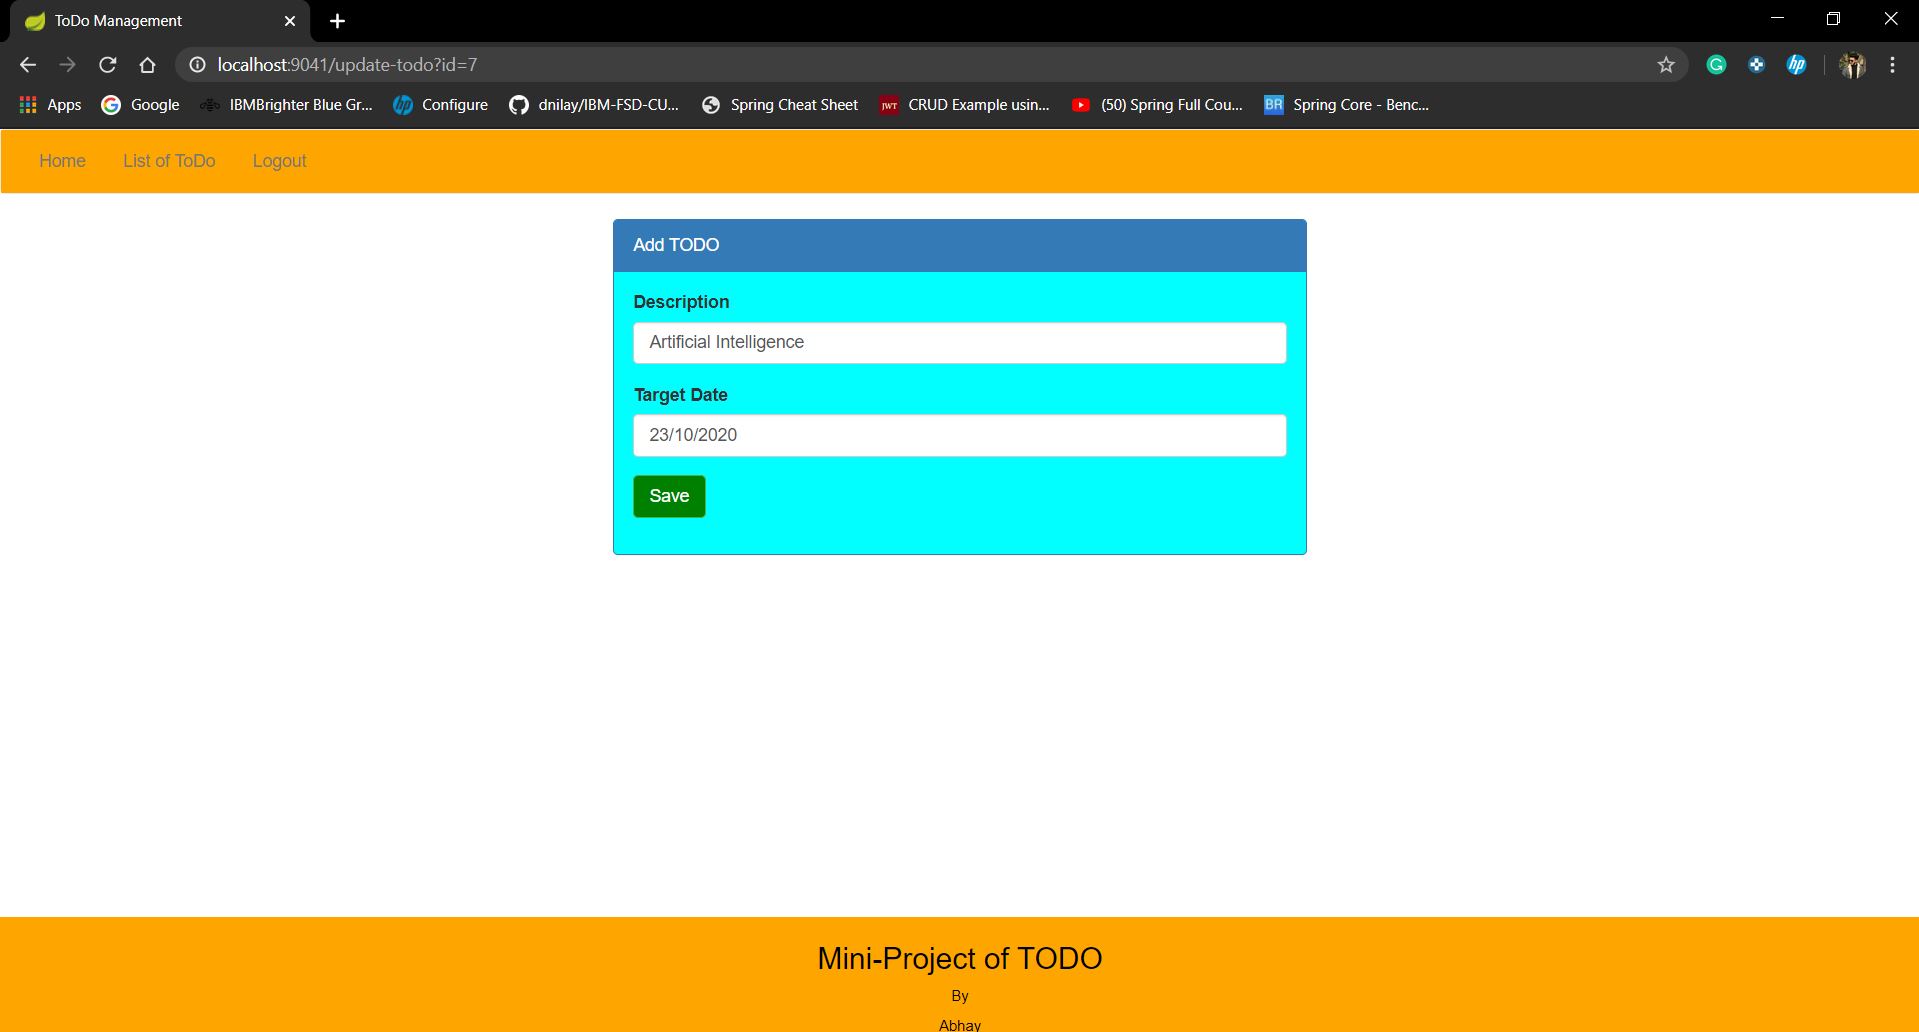 ToDo Management
localhost:9041/update-todo?id=7
Apps Google IBMBrighter Blue Gr... Configure dnilay/IBM-FSD-CU... Spring Cheat Sheet JWT CRUD Example usin... (50) Spring Full Cou... BR Spring Core - Benc...
Home List of ToDo Logout
Add TODO
Description
Artificial Intelligence
Target Date
23/10/2020
Save
Mini-Project of TODO
By
Abhay